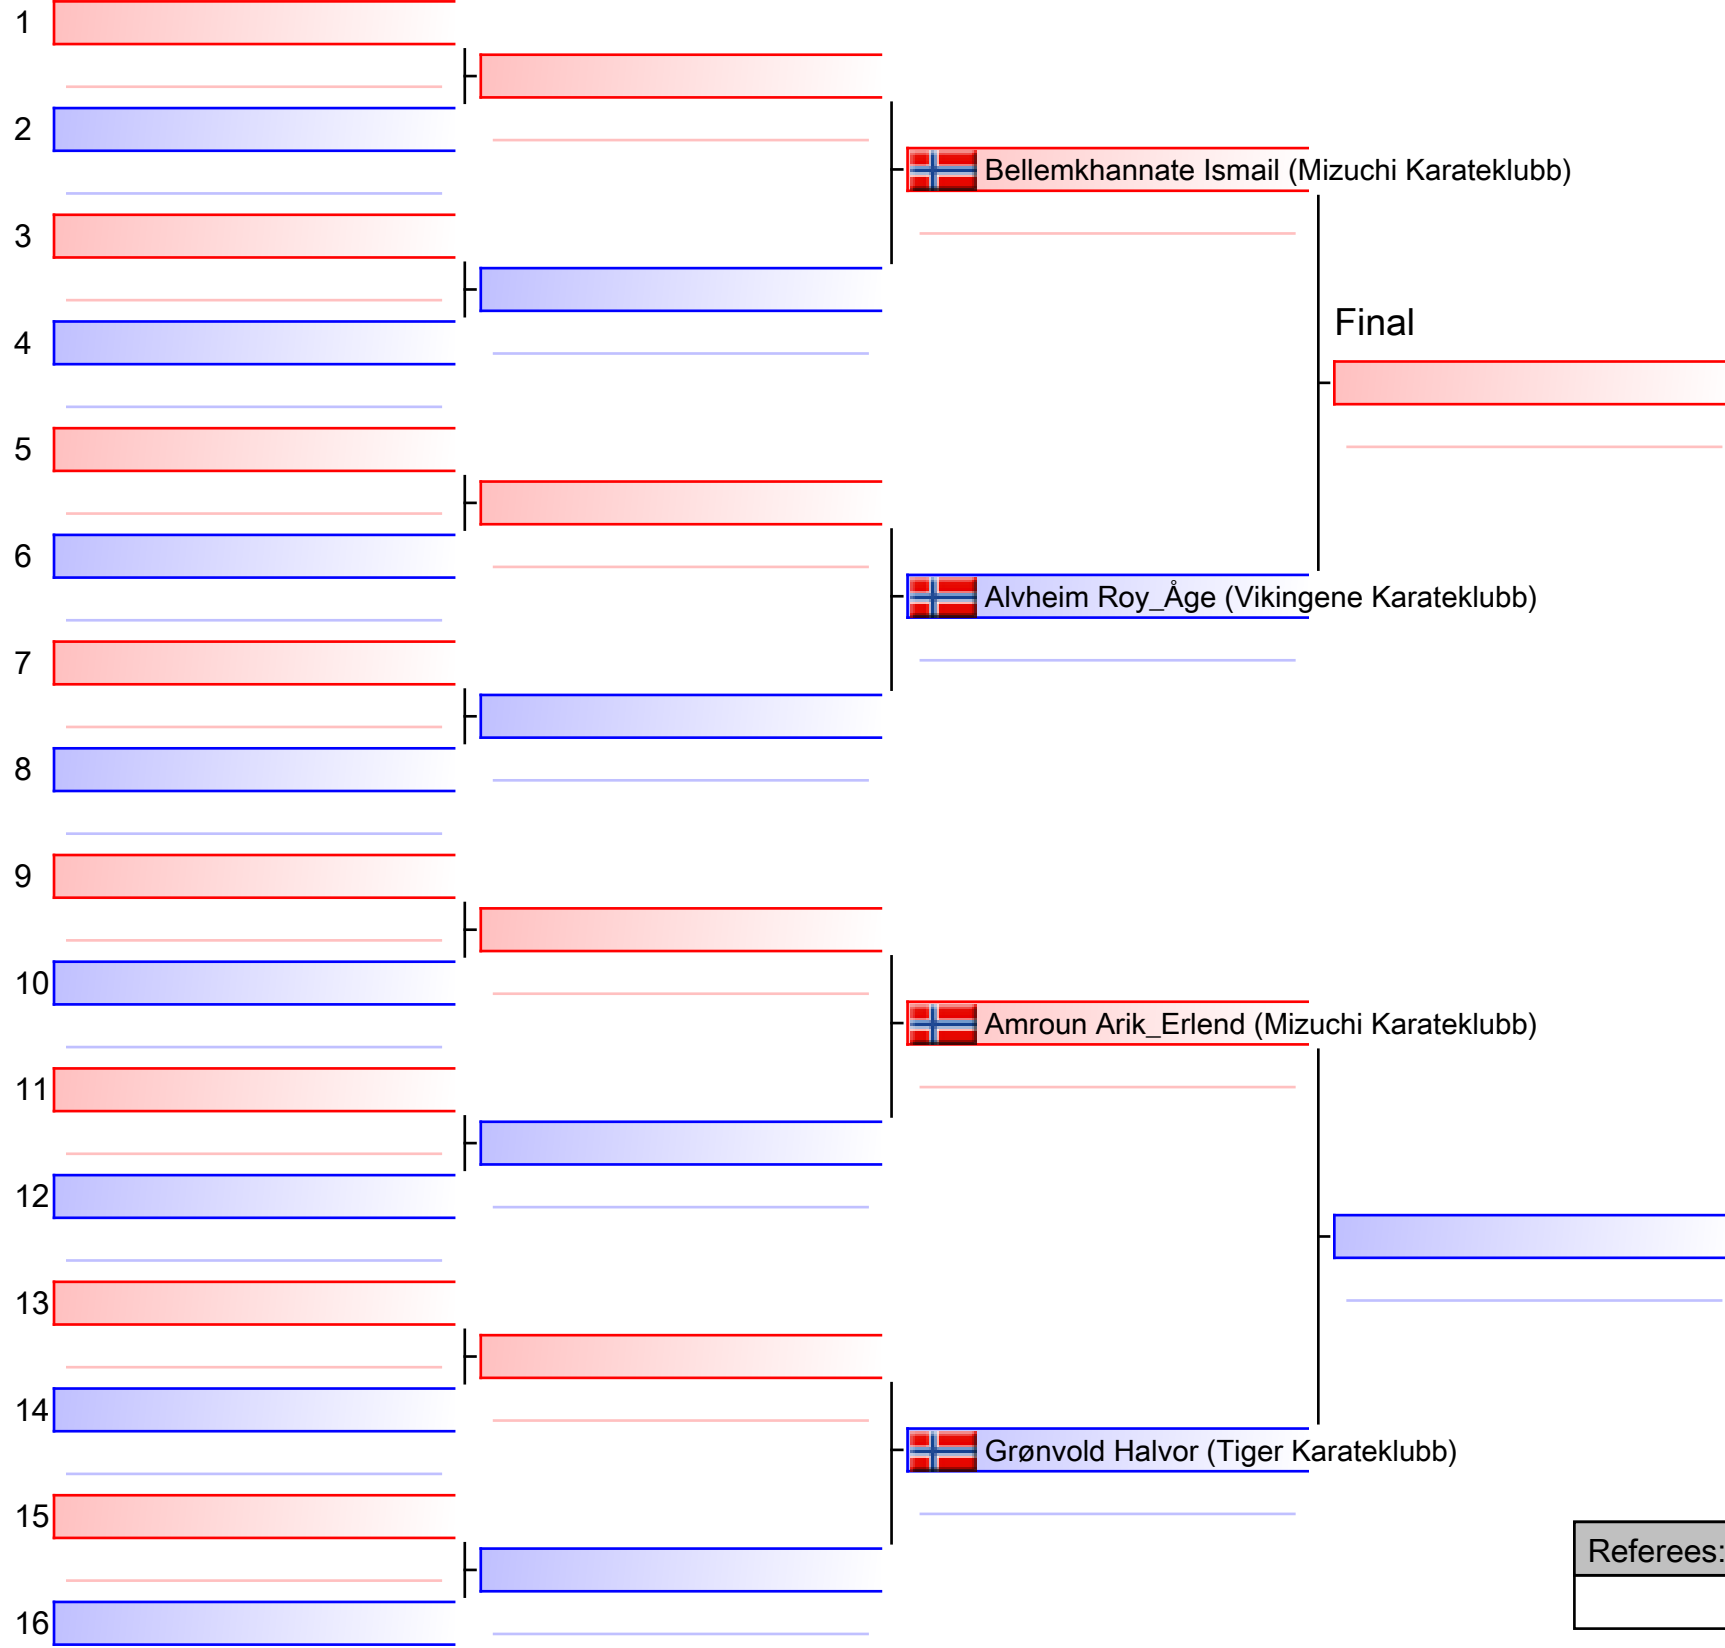 1
2
Bellemkhannate Ismail (Mizuchi Karateklubb)
3
Final
4
5
6
Alvheim Roy_Åge (Vikingene Karateklubb)
7
8
9
10
Amroun Arik_Erlend (Mizuchi Karateklubb)
11
12
13
14
Grønvold Halvor (Tiger Karateklubb)
15
Referees:
16